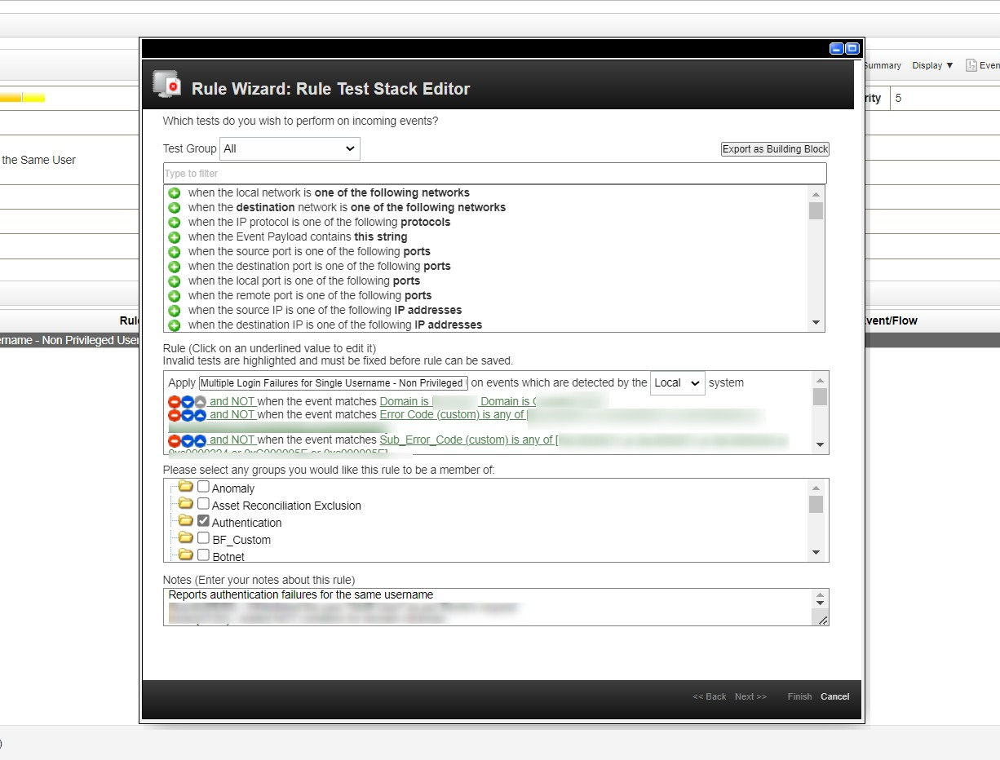 Summary Display ▼ Even
rity 5
the Same User
Rule
Event/Flow
ername - Non Privileged User
Rule Wizard: Rule Test Stack Editor
Which tests do you wish to perform on incoming events?
Test Group All
Export as Building Block
Type to filter
when the local network is one of the following networks
when the destination network is one of the following networks
when the IP protocol is one of the following protocols
when the Event Payload contains this string
when the source port is one of the following ports
when the destination port is one of the following ports
when the local port is one of the following ports
when the remote port is one of the following ports
when the source IP is one of the following IP addresses
when the destination IP is one of the following IP addresses
Rule (Click on an underlined value to edit it)
Invalid tests are highlighted and must be fixed before rule can be saved.
Apply Multiple Login Failures for Single Username - Non Privileged on events which are detected by the Local system
and NOT when the event matches Domain is Domain is
and NOT when the event matches Error Code (custom) is any of [
and NOT when the event matches Sub_Error_Code (custom) is any of [
or 0xC000005E or 0xc000005E]
Please select any groups you would like this rule to be a member of:
Anomaly
Asset Reconciliation Exclusion
Authentication
BF_Custom
Botnet
Notes (Enter your notes about this rule)
Reports authentication failures for the same username
<< Back Next >> Finish Cancel
)